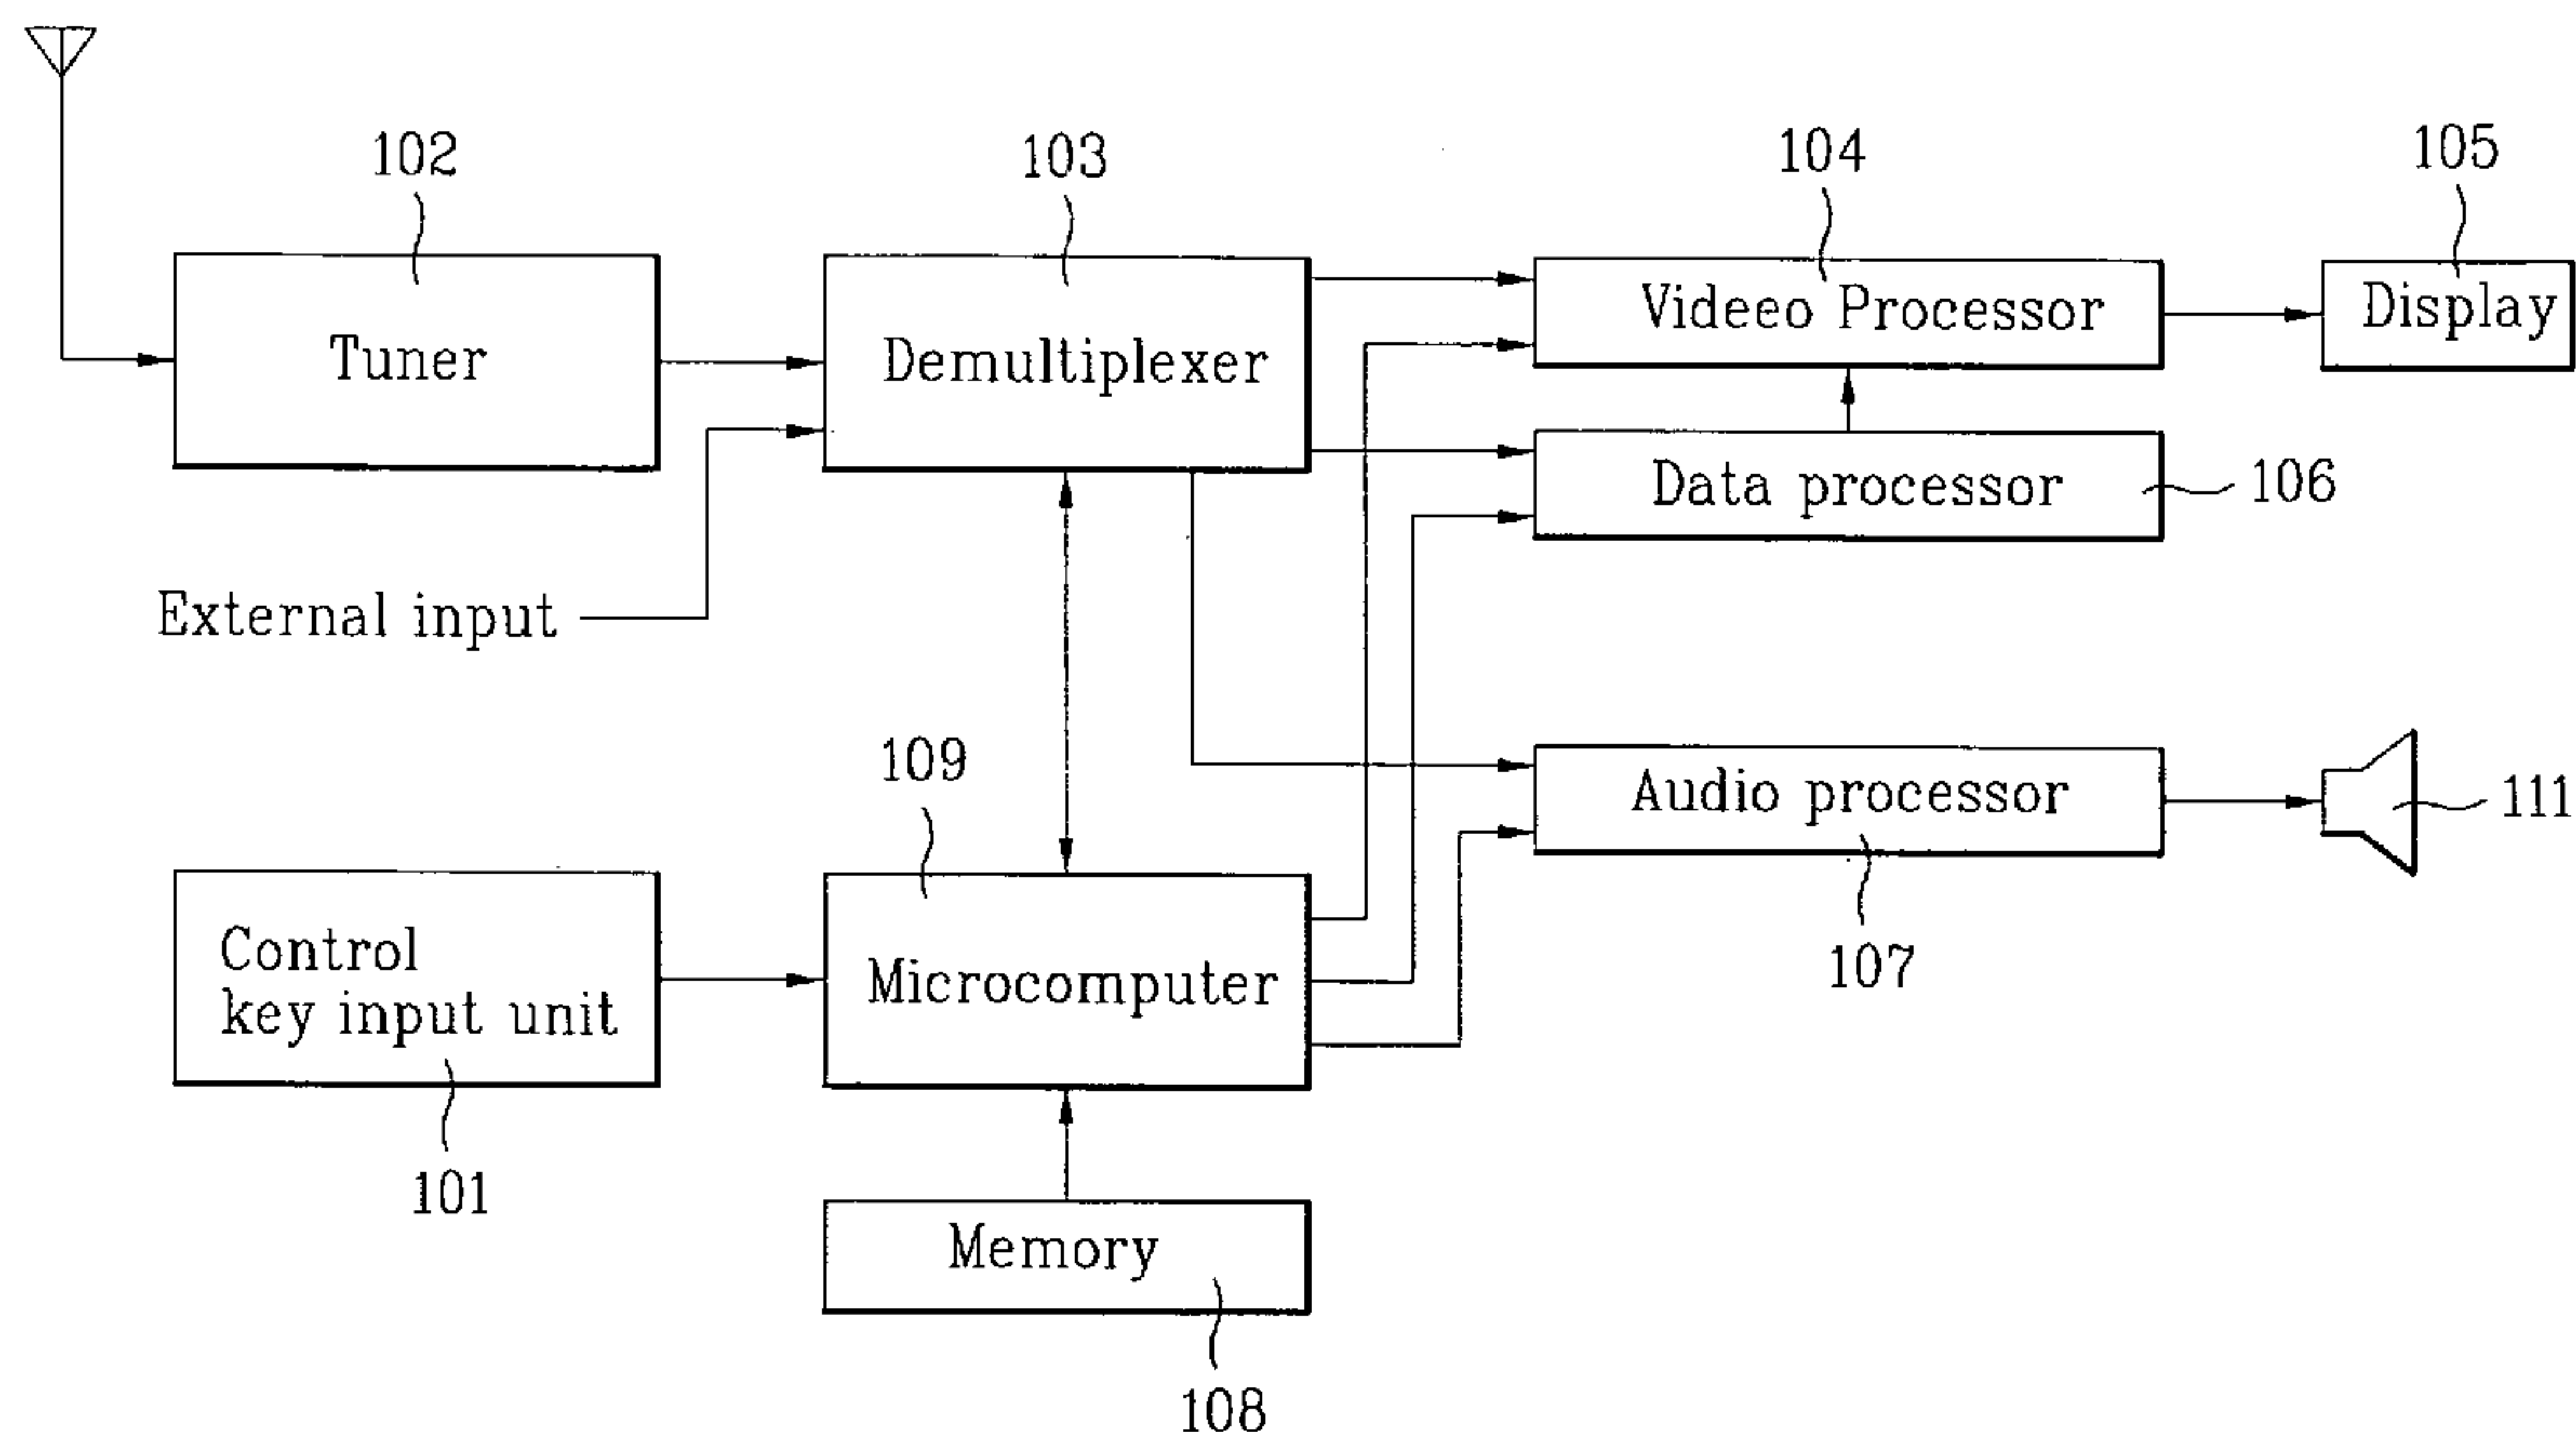 102
103
104
105
Tuner
Demultiplexer
Videeo Processor
Display
Data processor
106
External input
109
Audio processor
111
107
Control
key input unit
Microcomputer
101
Memory
108